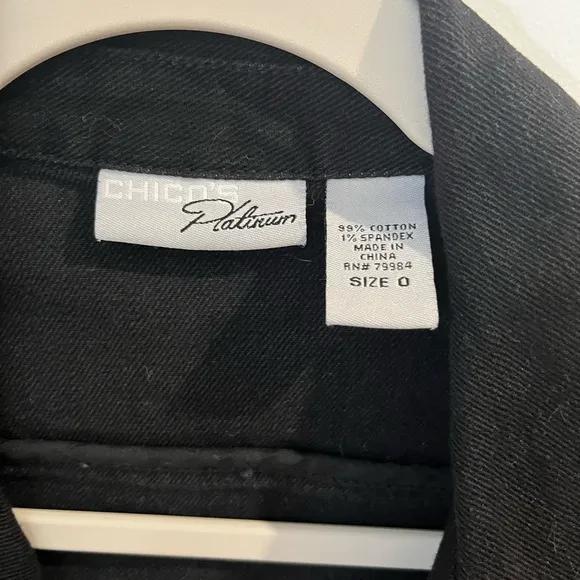 CHICO'S
Platinum
99% COTTON
1% SPANDEX
MADE IN
CHINA
RN# 79984
SIZE 0